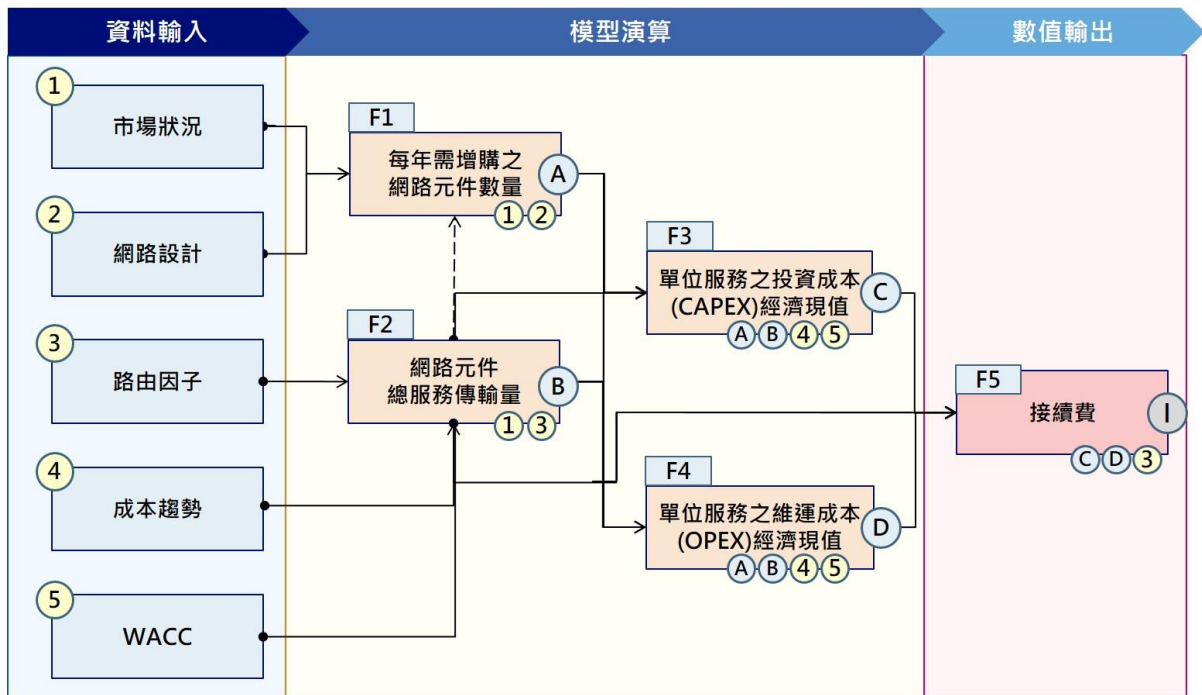 資料輸入
模型演算
數值輸出
1
市場狀況
2
網路設計
3
路由因子
4
成本趨勢
5
WACC
F1
每年需增購之
網路元件數量
A
1 2
F2
網路元件
總服務傳輸量
B
1 3
F3
單位服務之投資成本
(CAPEX)經濟現值
C
A B 4 5
F4
單位服務之維運成本
(OPEX)經濟現值
D
A B 4 5
F5
接續費
I
C D 3